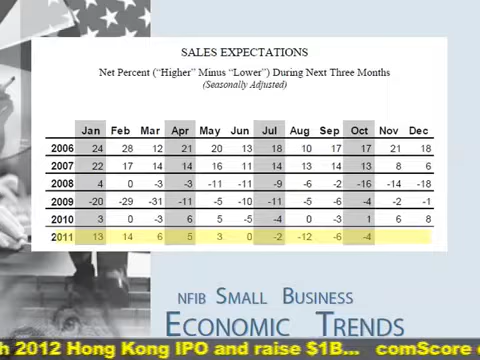 SALES EXPECTATIONS
Net Percent (“Higher” Minus “Lower”) During Next Three Months
(Seasonally Adjusted)
Jan Feb Mar Apr May Jun Jul Aug Sep Oct Nov Dec
2006 24 28 12 21 20 13 18 10 17 17 21 18
2007 22 17 14 14 16 11 14 13 14 13 8 6
2008 4 0 -3 -3 -11 -11 -9 -6 -2 -16 -14 -18
2009 -20 -29 -31 -11 -5 -10 -11 -5 -6 -4 -2 -1
2010 3 0 -3 6 5 -5 -4 0 -3 1 6 8
2011 13 14 6 5 3 0 -2 -12 -6 -4
NFIB SMALL BUSINESS
ECONOMIC TRENDS
h 2012 Hong Kong IPO and raise $1B... comScore